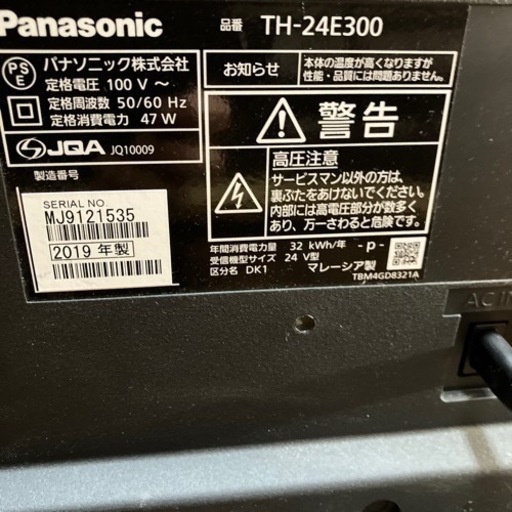 Panasonic
品番 TH-24E300
PSE
パナソニック株式会社
定格電圧 100 V ～
定格周波数 50/60 Hz
定格消費電力 47 W
お知らせ
本体の温度が高くなりますが
性能・品質には問題ありません。
JQA JQ10009
警告
高圧注意
サービスマン以外の方は、
裏ぶたをあけないでください。
内部には高電圧部分が数多く
あり、万一さわると危険です。
製造番号
SERIAL NO.
MJ9121535
2019 年製
年間消費電力量 32 kWh/年 -p-
受信機型サイズ 24 V型
区分名 DK1 マレーシア製
TBM4GD8321A
AC IN